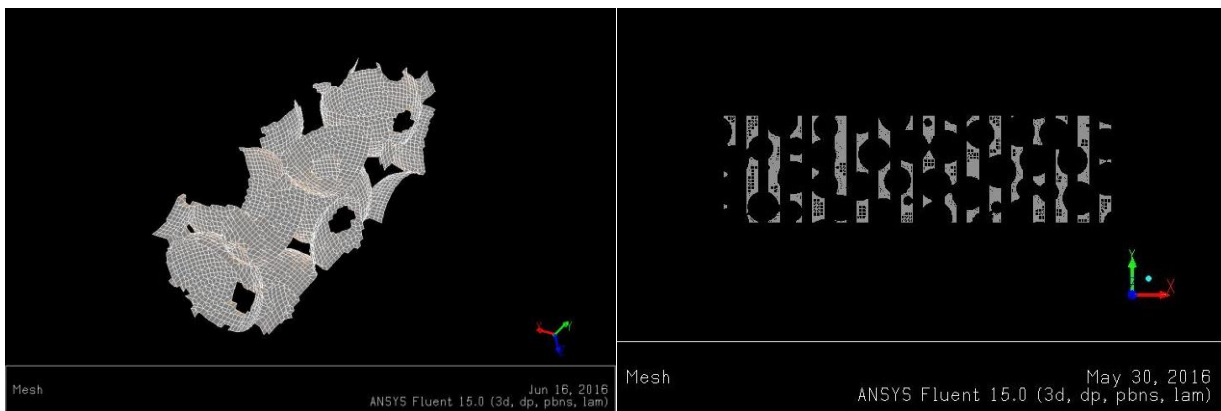 Mesh
Jun 16, 2016
ANSYS Fluent 15.0 (3d, dp, pbns, lam)
Y
X
Mesh
May 30, 2016
ANSYS Fluent 15.0 (3d, dp, pbns, lam)